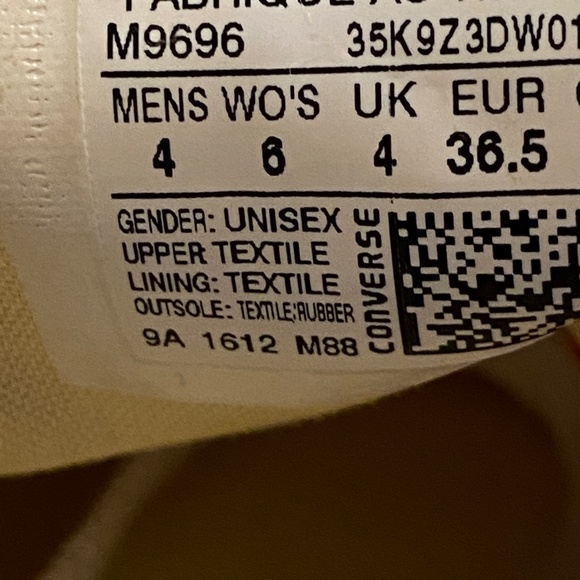 M9696 35K9Z3DW01
MENS WO'S UK EUR
4 6 4 36.5
GENDER: UNISEX
UPPER TEXTILE
LINING: TEXTILE
OUTSOLE: TEXTILE;RUBBER
9A 1612 M88
CONVERSE